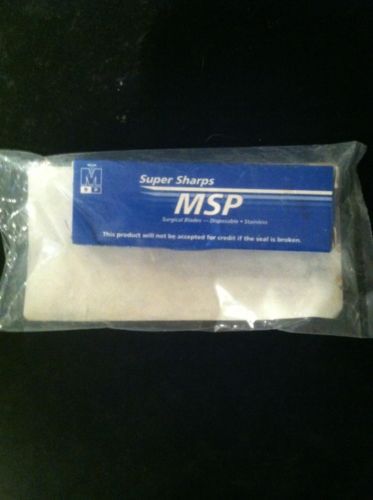 Super Sharps
M
MSP
Surgical Blades — Disposable • Stainless
This product will not be accepted for credit if the seal is broken.